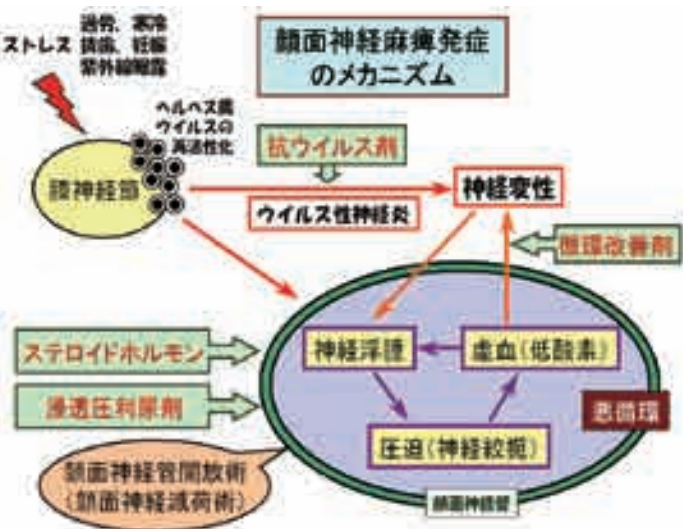 顔面神経麻痺発症
のメカニズム
ストレス
過労、寒冷
抜歯、妊娠
紫外線曝露
ヘルペス属
ウイルスの
再活性化
膝神経節
抗ウイルス剤
ウイルス性神経炎
神経変性
循環改善剤
ステロイドホルモン
浸透圧利尿剤
神経浮腫
虚血(低酸素)
圧迫(神経絞扼)
悪循環
顔面神経管開放術
(顔面神経減荷術)
顔面神経管